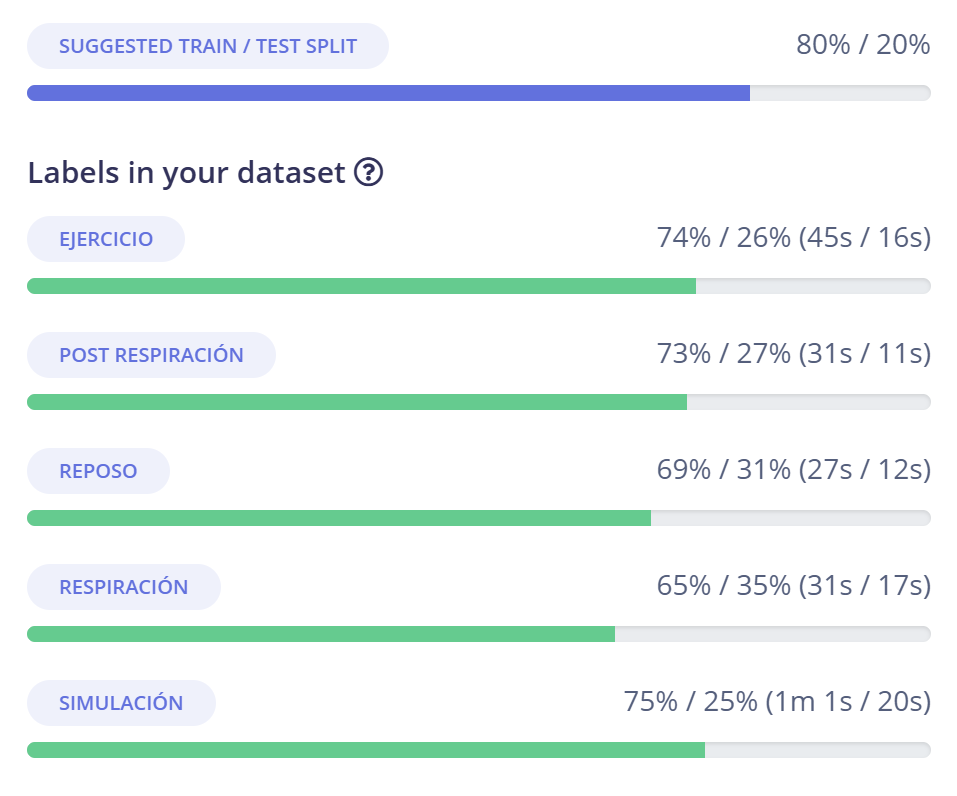 SUGGESTED TRAIN / TEST SPLIT 80% / 20%
Labels in your dataset ?
EJERCICIO 74% / 26% (45s / 16s)
POST RESPIRACIÓN 73% / 27% (31s / 11s)
REPOSO 69% / 31% (27s / 12s)
RESPIRACIÓN 65% / 35% (31s / 17s)
SIMULACIÓN 75% / 25% (1m 1s / 20s)